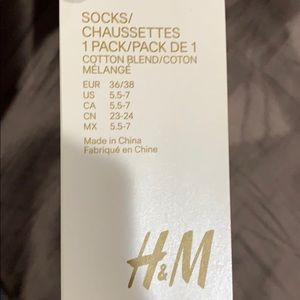 SOCKS/
CHAUSSETTES
1 PACK/PACK DE 1
COTTON BLEND/COTON
MÉLANGÉ
EUR 36/38
US 5.5-7
CA 5.5-7
CN 23-24
MX 5.5-7
Made in China
Fabriqué en Chine
H&M